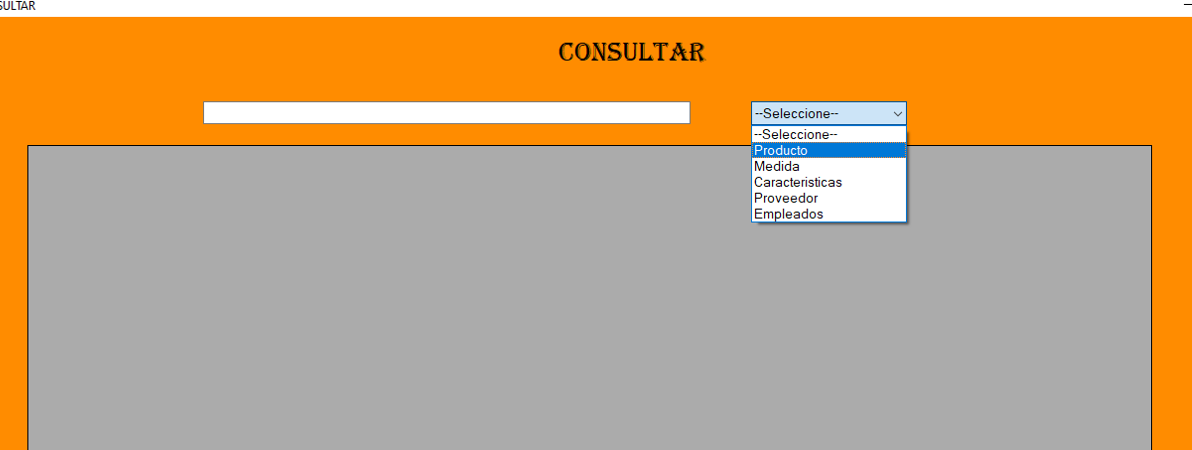 SULTAR
CONSULTAR
--Seleccione--
--Seleccione--
Producto
Medida
Caracteristicas
Proveedor
Empleados